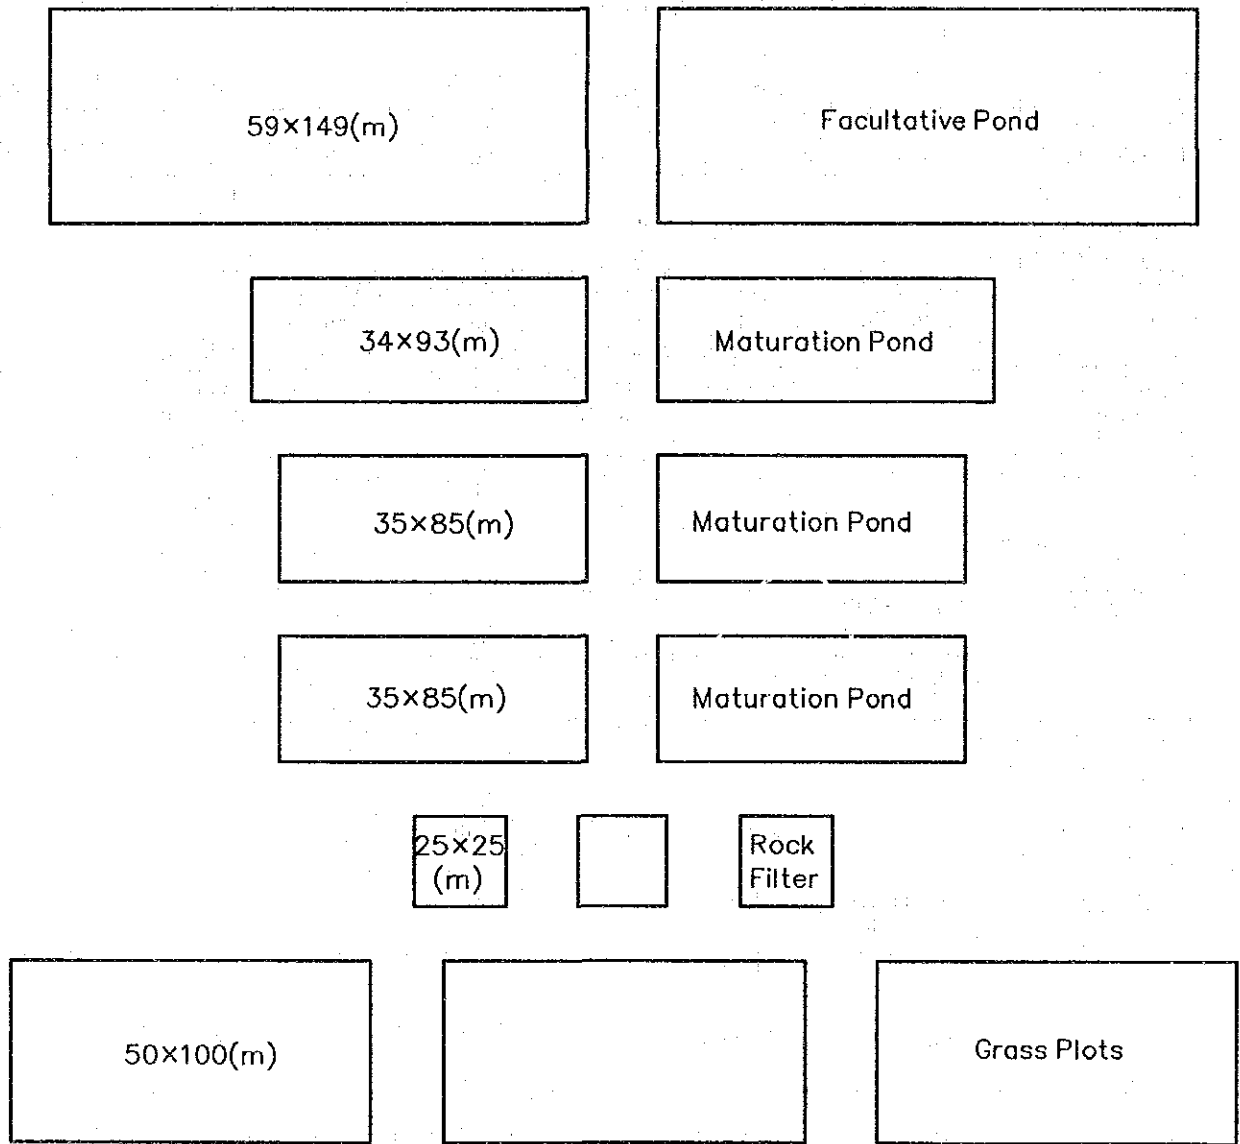 59×149(m)
Facultative Pond
34×93(m)
Maturation Pond
35×85(m)
Maturation Pond
35×85(m)
Maturation Pond
25×25
(m)
Rock
Filter
50×100(m)
Grass Plots